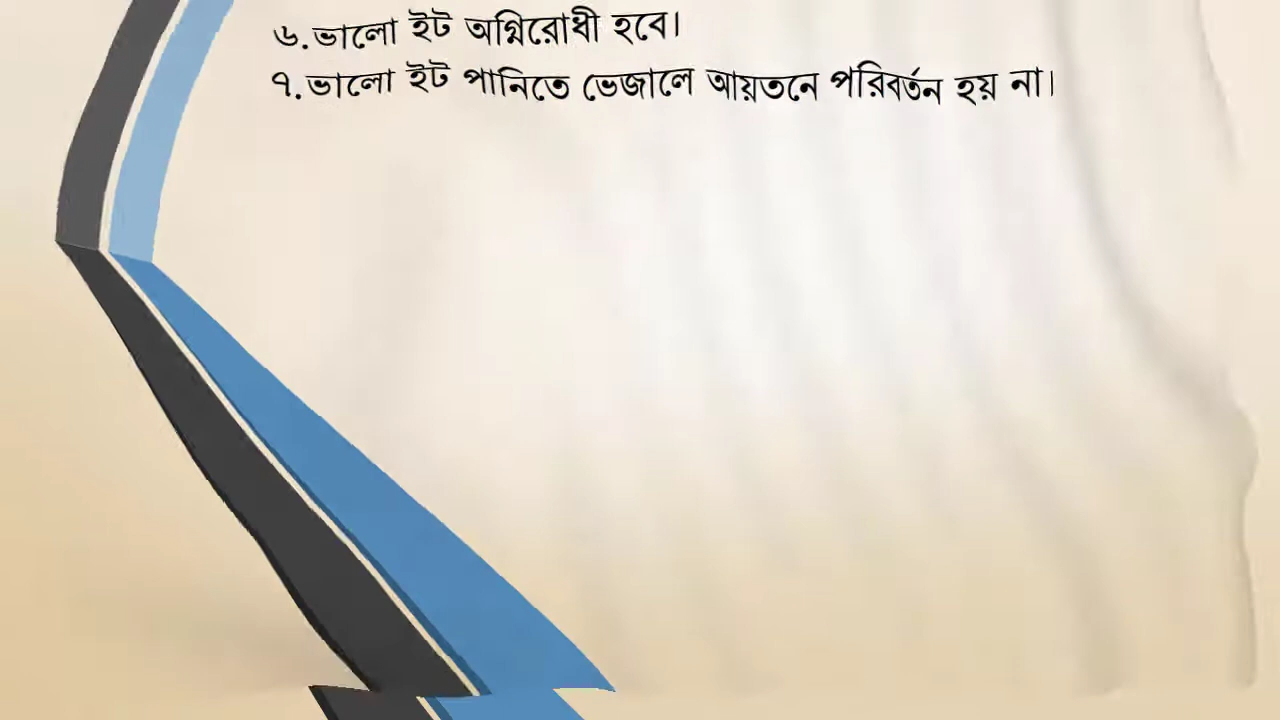 ৬.ভালো ইট অগ্নিরোধী হবে।
৭.ভালো ইট পানিতে ভেজালে আয়তনে পরিবর্তন হয় না।